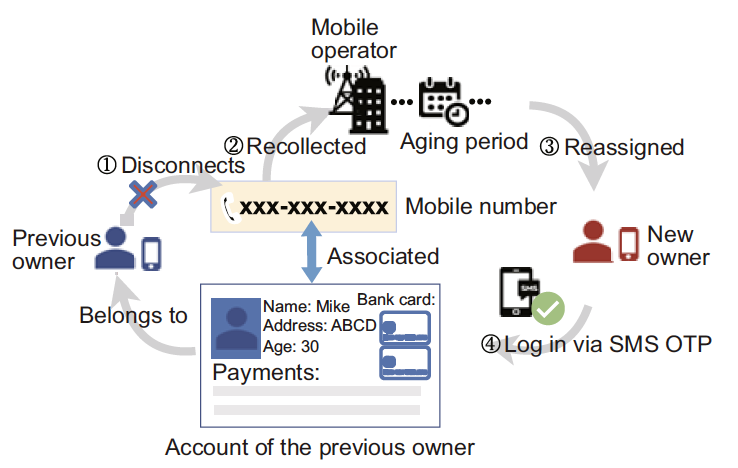 Mobile
operator
② Recollected
Aging period
③ Reassigned
① Disconnects
xxx-xxx-xxxx
Mobile number
Previous
owner
New
owner
Associated
SMS
Belongs to
Name: Mike
Address: ABCD
Age: 30
Bank card:
Payments:
④ Log in via SMS OTP
Account of the previous owner